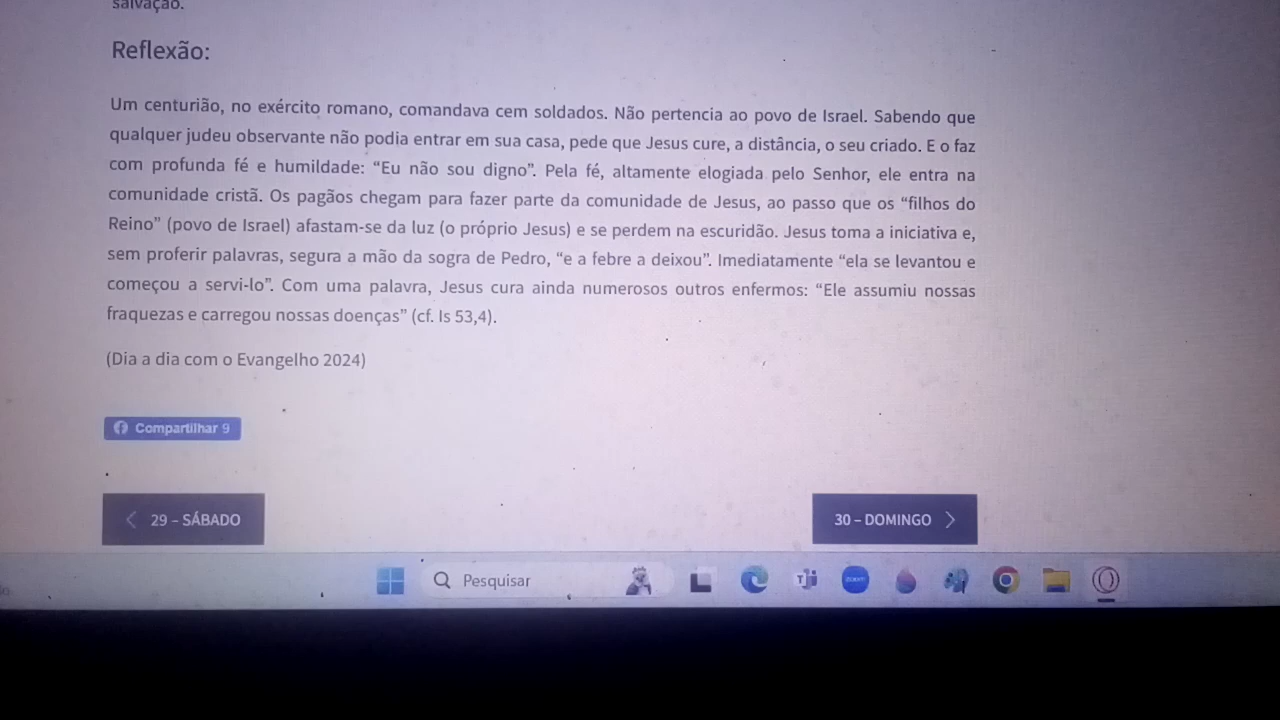 salvação.
Reflexão:
Um centurião, no exército romano, comandava cem soldados. Não pertencia ao povo de Israel. Sabendo que
qualquer judeu observante não podia entrar em sua casa, pede que Jesus cure, a distância, o seu criado. E o faz
com profunda fé e humildade: “Eu não sou digno”. Pela fé, altamente elogiada pelo Senhor, ele entra na
comunidade cristã. Os pagãos chegam para fazer parte da comunidade de Jesus, ao passo que os “filhos do
Reino” (povo de Israel) afastam-se da luz (o próprio Jesus) e se perdem na escuridão. Jesus toma a iniciativa e,
sem proferir palavras, segura a mão da sogra de Pedro, “e a febre a deixou”. Imediatamente “ela se levantou e
começou a servi-lo”. Com uma palavra, Jesus cura ainda numerosos outros enfermos: “Ele assumiu nossas
fraquezas e carregou nossas doenças” (cf. Is 53,4).
(Dia a dia com o Evangelho 2024)
Compartilhar 9
29 – SÁBADO
30 – DOMINGO
Pesquisar